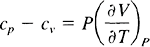 c_p − c_v = P(∂V/∂T)_P